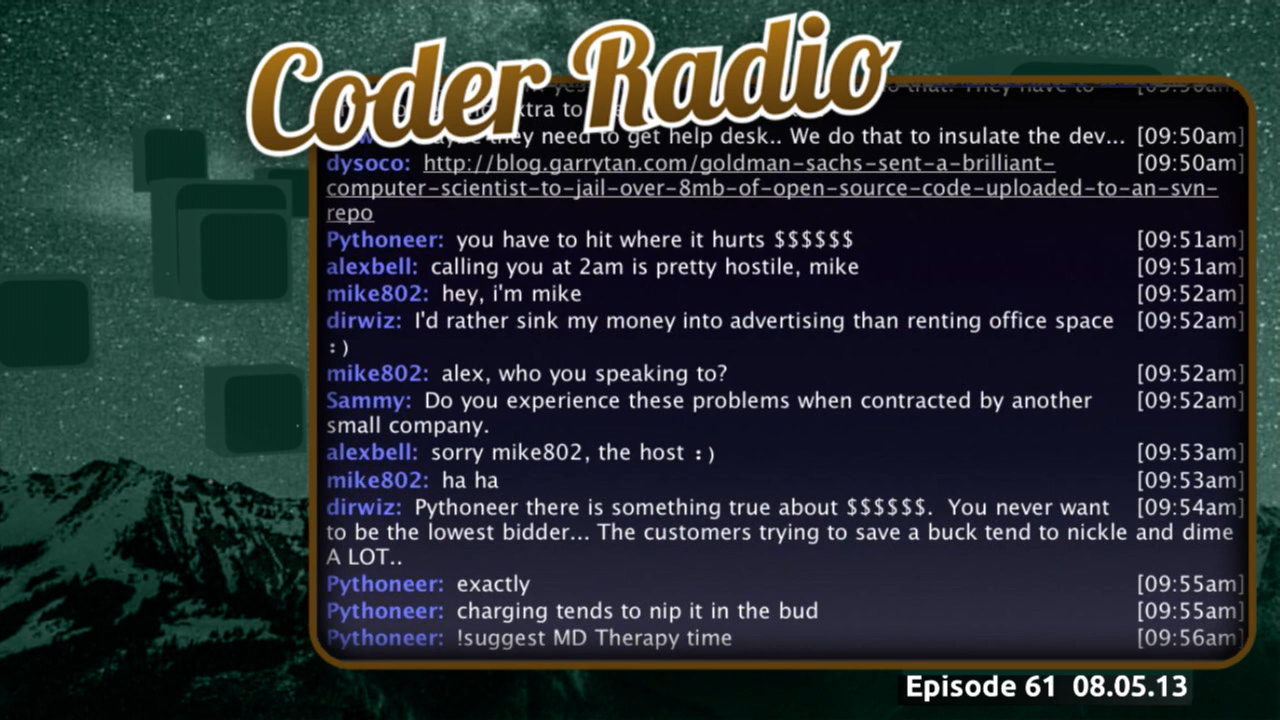 Coder Radio
xtra to
they need to get help desk.. We do that to insulate the dev... [09:50am]
dysoco: http://blog.garrytan.com/goldman-sachs-sent-a-brilliant- [09:50am]
computer-scientist-to-jail-over-8mb-of-open-source-code-uploaded-to-an-svn-
repo
Pythoneer: you have to hit where it hurts $$$$$$ [09:51am]
alexbell: calling you at 2am is pretty hostile, mike [09:51am]
mike802: hey, i'm mike [09:52am]
dirwiz: I'd rather sink my money into advertising than renting office space [09:52am]
:)
mike802: alex, who you speaking to? [09:52am]
Sammy: Do you experience these problems when contracted by another [09:52am]
small company.
alexbell: sorry mike802, the host :) [09:53am]
mike802: ha ha [09:53am]
dirwiz: Pythoneer there is something true about $$$$$$. You never want [09:54am]
to be the lowest bidder... The customers trying to save a buck tend to nickle and dime
A LOT..
Pythoneer: exactly [09:55am]
Pythoneer: charging tends to nip it in the bud [09:55am]
Pythoneer: !suggest MD Therapy time [09:56am]
Episode 61 08.05.13